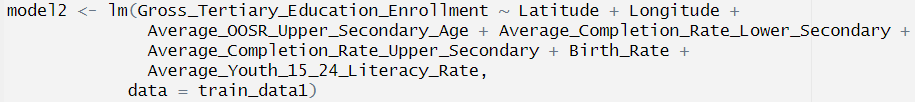 model2 <- lm(Gross_Tertiary_Education_Enrollment ~ Latitude + Longitude +
Average_OOSR_Upper_Secondary_Age + Average_Completion_Rate_Lower_Secondary +
Average_Completion_Rate_Upper_Secondary + Birth_Rate +
Average_Youth_15_24_Literacy_Rate,
data = train_data1)